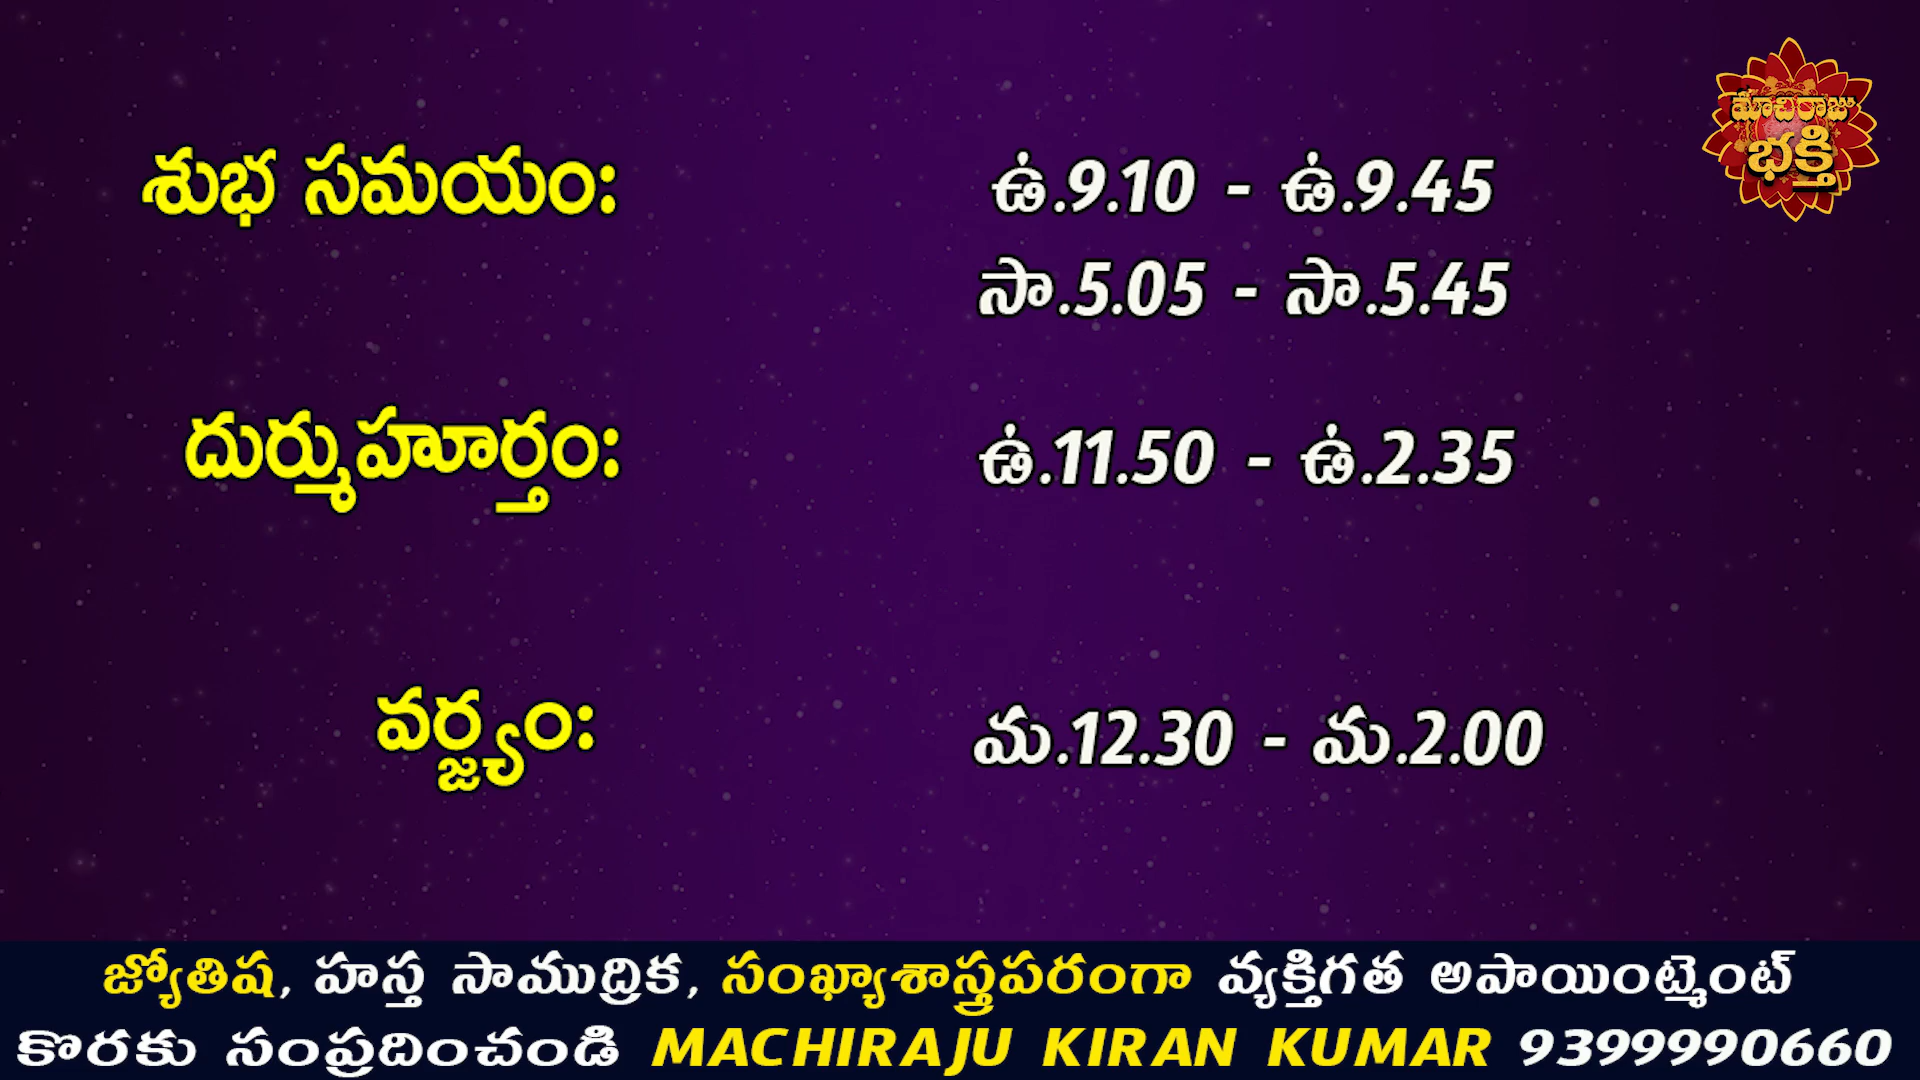 మాచిరాజు
భక్తి
శుభ సమయం: ఉ.9.10 - ఉ.9.45
సా.5.05 - సా.5.45
దుర్ముహూర్తం: ఉ.11.50 - ఉ.2.35
వర్జ్యం: మ.12.30 - మ.2.00
జ్యోతిష, హస్త సాముద్రిక, సంఖ్యాశాస్త్రపరంగా వ్యక్తిగత అపాయింట్మెంట్
కొరకు సంప్రదించండి MACHIRAJU KIRAN KUMAR 9399990660